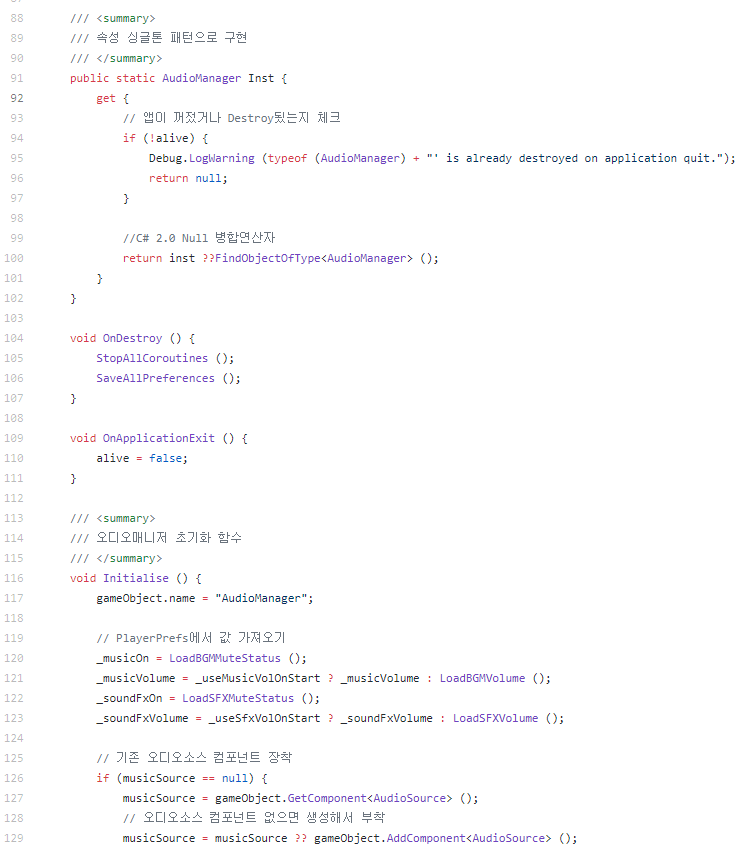 88 /// <summary>
89 /// 속성 싱글톤 패턴으로 구현
90 /// </summary>
91 public static AudioManager Inst {
92 get {
93 // 앱이 꺼졌거나 Destroy됬는지 체크
94 if (!alive) {
95 Debug.LogWarning (typeof (AudioManager) + "' is already destroyed on application quit.");
96 return null;
97 }
98
99 //C# 2.0 Null 병합연산자
100 return inst ??FindObjectOfType<AudioManager> ();
101 }
102 }
103
104 void OnDestroy () {
105 StopAllCoroutines ();
106 SaveAllPreferences ();
107 }
108
109 void OnApplicationExit () {
110 alive = false;
111 }
112
113 /// <summary>
114 /// 오디오매니저 초기화 함수
115 /// </summary>
116 void Initialise () {
117 gameObject.name = "AudioManager";
118
119 // PlayerPrefs에서 값 가져오기
120 _musicOn = LoadBGMMuteStatus ();
121 _musicVolume = _useMusicVolOnStart ? _musicVolume : LoadBGMVolume ();
122 _soundFxOn = LoadSFXMuteStatus ();
123 _soundFxVolume = _useSfxVolOnStart ? _soundFxVolume : LoadSFXVolume ();
124
125 // 기존 오디오소스 컴포넌트 장착
126 if (musicSource == null) {
127 musicSource = gameObject.GetComponent<AudioSource> ();
128 // 오디오소스 컴포넌트 없으면 생성해서 부착
129 musicSource = musicSource ?? gameObject.AddComponent<AudioSource> ();